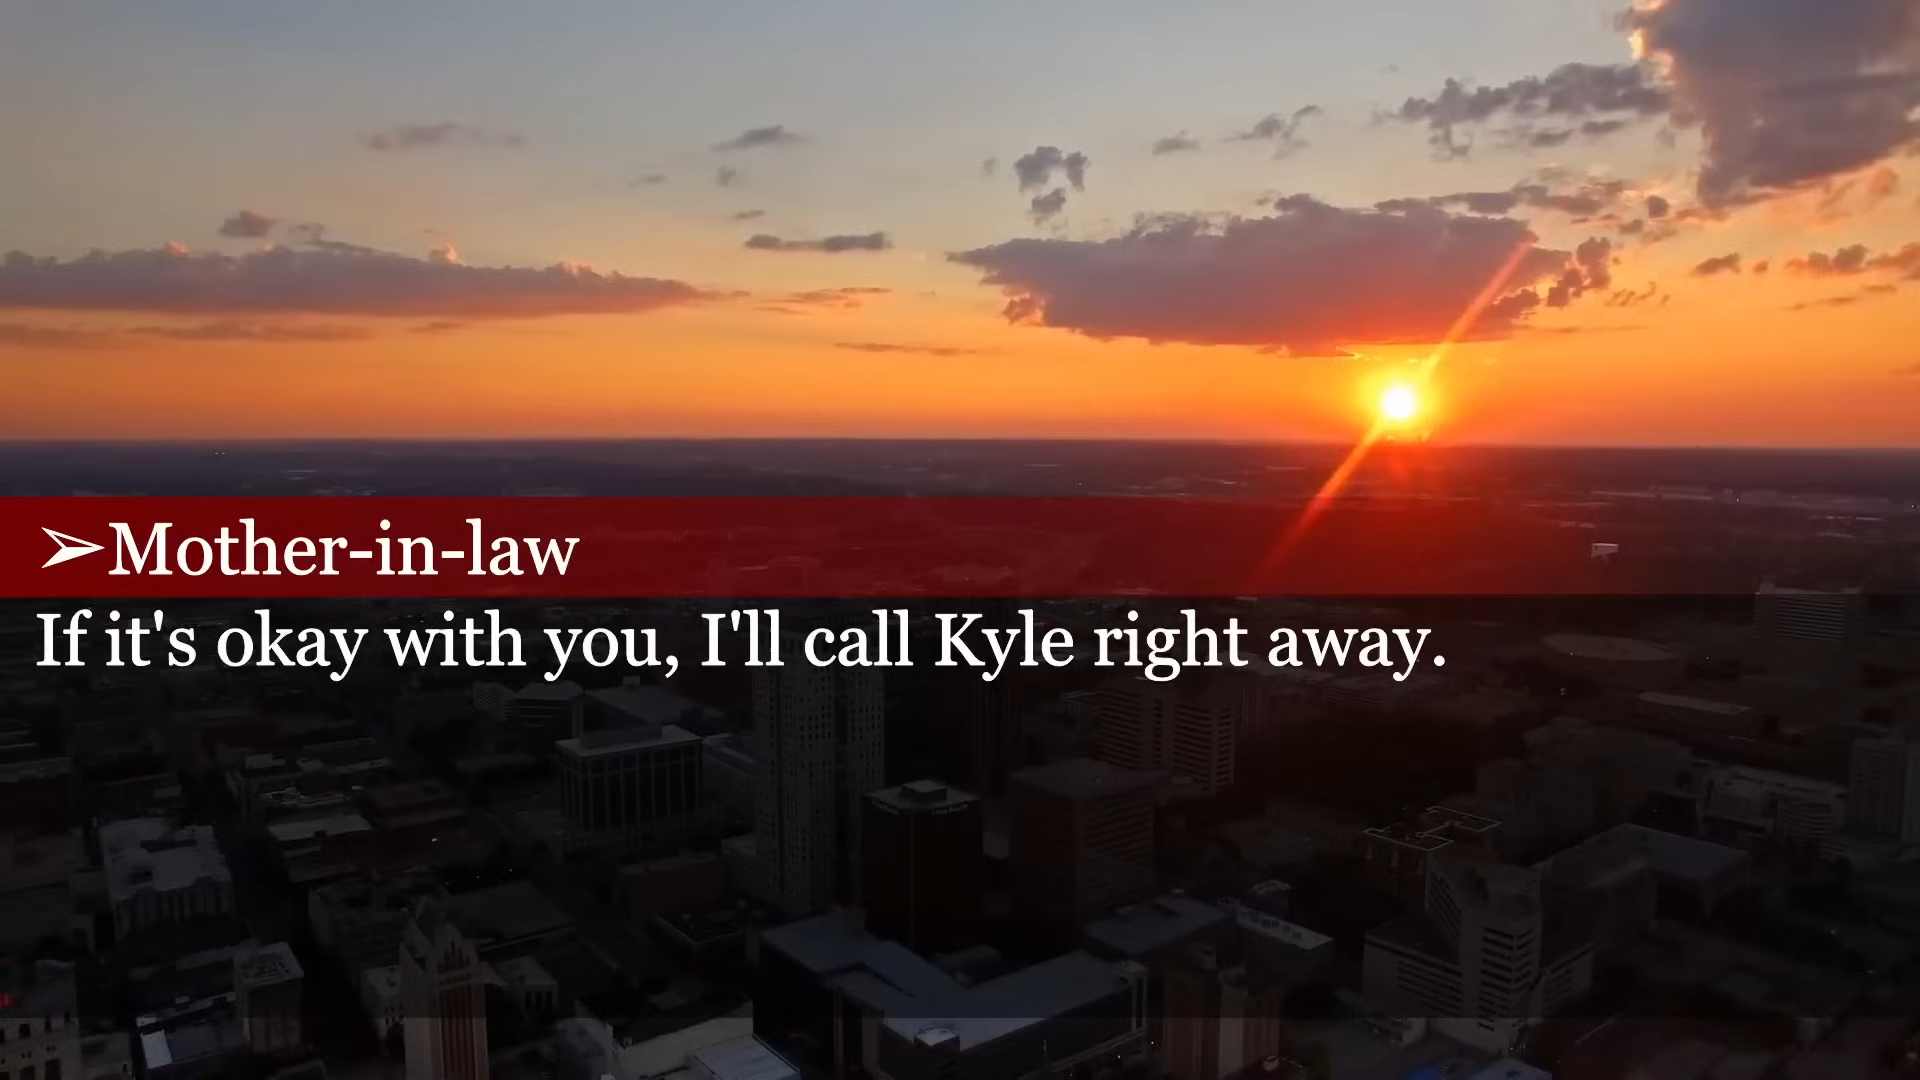 ➢Mother-in-law
If it's okay with you, I'll call Kyle right away.